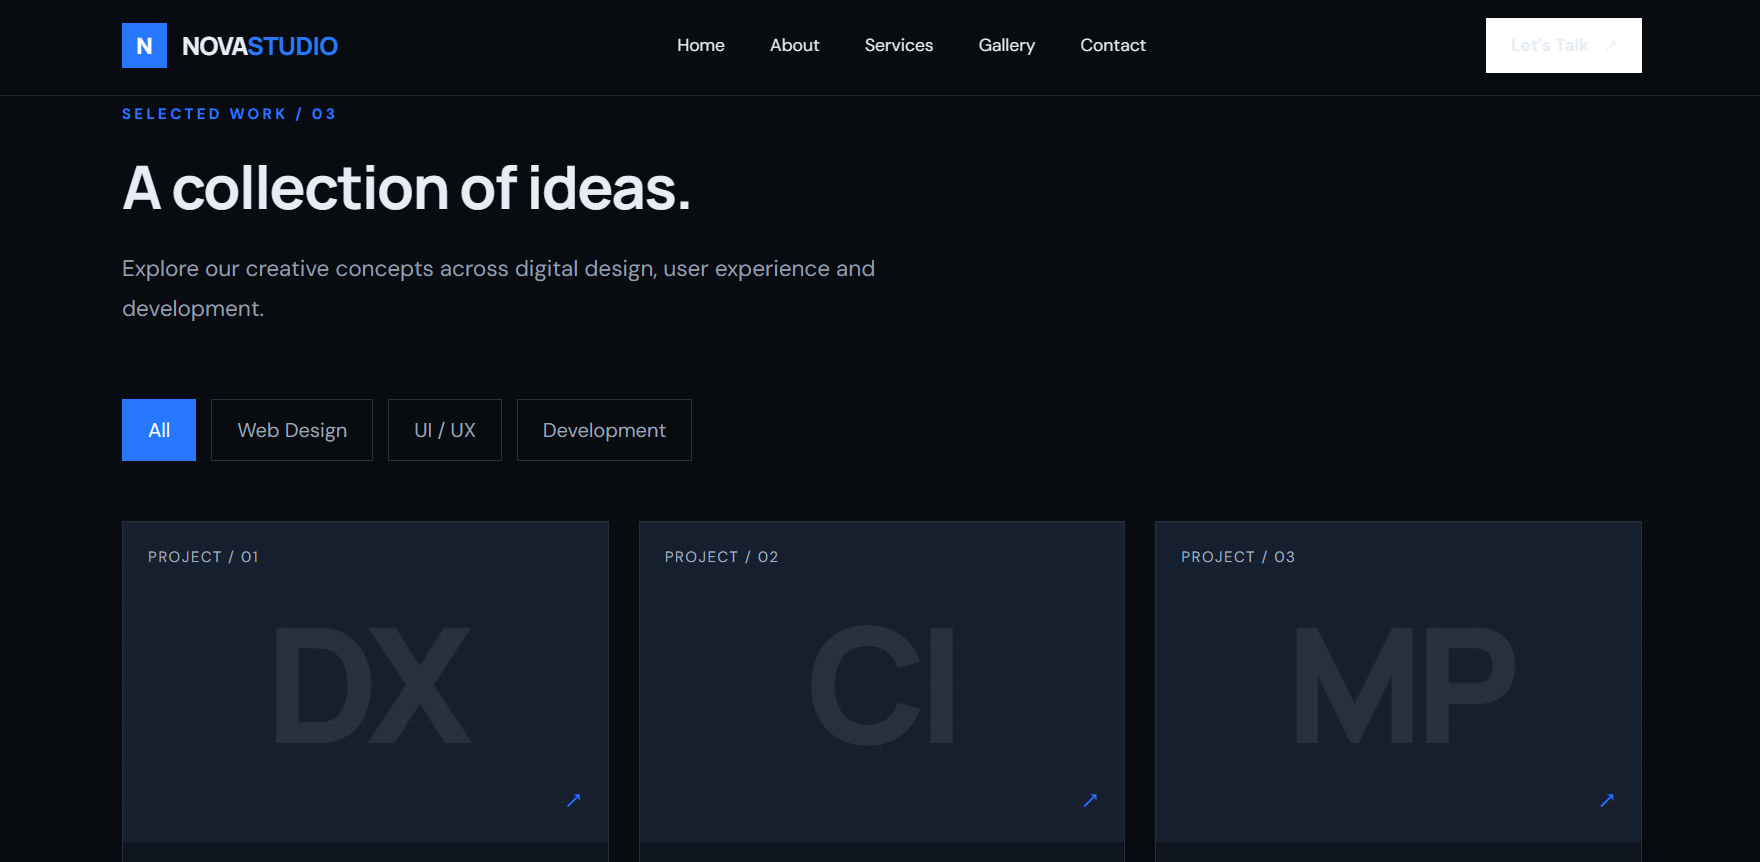 N NOVASTUDIO
Home About Services Gallery Contact
Let's Talk ↗
SELECTED WORK / 03
A collection of ideas.
Explore our creative concepts across digital design, user experience and
development.
All Web Design UI / UX Development
PROJECT / 01
DX
↗
PROJECT / 02
CI
↗
PROJECT / 03
MP
↗